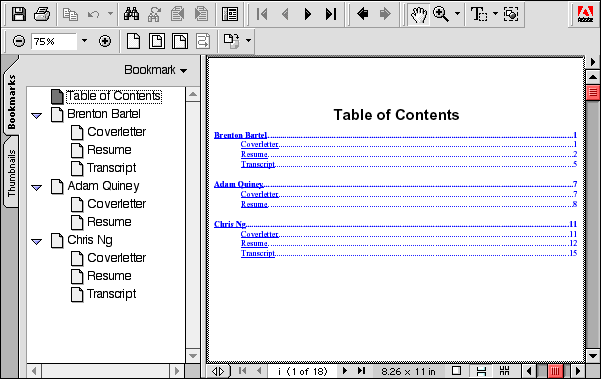 Adobe
75%
Bookmark
Bookmarks
Thumbnails
Table of Contents
Brenton Bartel
Coverletter
Resume
Transcript
Adam Quiney
Coverletter
Resume
Chris Ng
Coverletter
Resume
Transcript
Table of Contents
Brenton Bartel 1
Coverletter 1
Resume 2
Transcript 5
Adam Quiney 7
Coverletter 7
Resume 8
Chris Ng 11
Coverletter 11
Resume 12
Transcript 15
i (1 of 18)
8.26 x 11 in